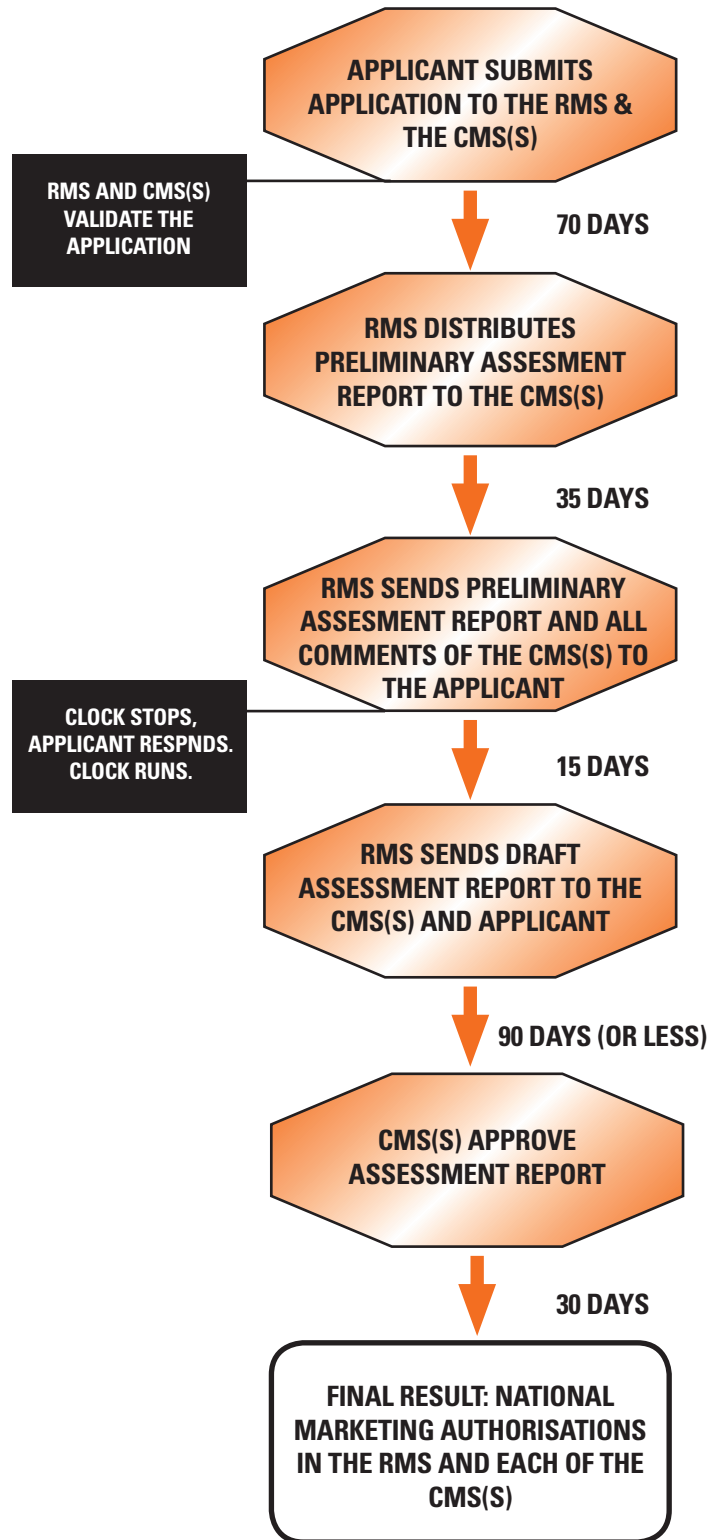 APPLICANT SUBMITS
APPLICATION TO THE RMS &
THE CMS(S)
RMS AND CMS(S)
VALIDATE THE
APPLICATION
70 DAYS
RMS DISTRIBUTES
PRELIMINARY ASSESMENT
REPORT TO THE CMS(S)
35 DAYS
RMS SENDS PRELIMINARY
ASSESMENT REPORT AND ALL
COMMENTS OF THE CMS(S) TO
THE APPLICANT
CLOCK STOPS,
APPLICANT RESPNDS.
CLOCK RUNS.
15 DAYS
RMS SENDS DRAFT
ASSESSMENT REPORT TO THE
CMS(S) AND APPLICANT
90 DAYS (OR LESS)
CMS(S) APPROVE
ASSESSMENT REPORT
30 DAYS
FINAL RESULT: NATIONAL
MARKETING AUTHORISATIONS
IN THE RMS AND EACH OF THE
CMS(S)